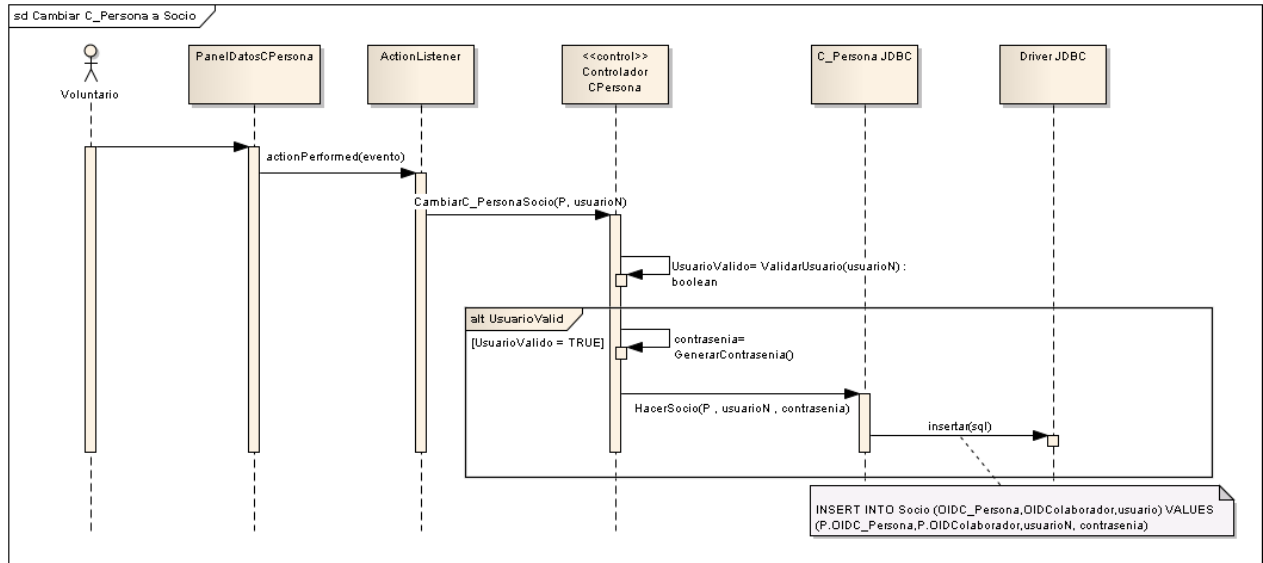 sd Cambiar C_Persona a Socio
Voluntario
PanelDatosCPersona
ActionListener
<<control>>
Controlador
CPersona
C_Persona JDBC
Driver JDBC
actionPerformed(evento)
CambiarC_PersonaSocio(P, usuarioN)
UsuarioValido= ValidarUsuario(usuarioN) :
boolean
alt UsuarioValid
[UsuarioValido = TRUE]
contrasenia=
GenerarContrasenia()
HacerSocio(P , usuarioN , contrasenia)
insertar(sql)
INSERT INTO Socio (OIDC_Persona,OIDColaborador,usuario) VALUES
(P.OIDC_Persona,P.OIDColaborador,usuarioN, contrasenia)